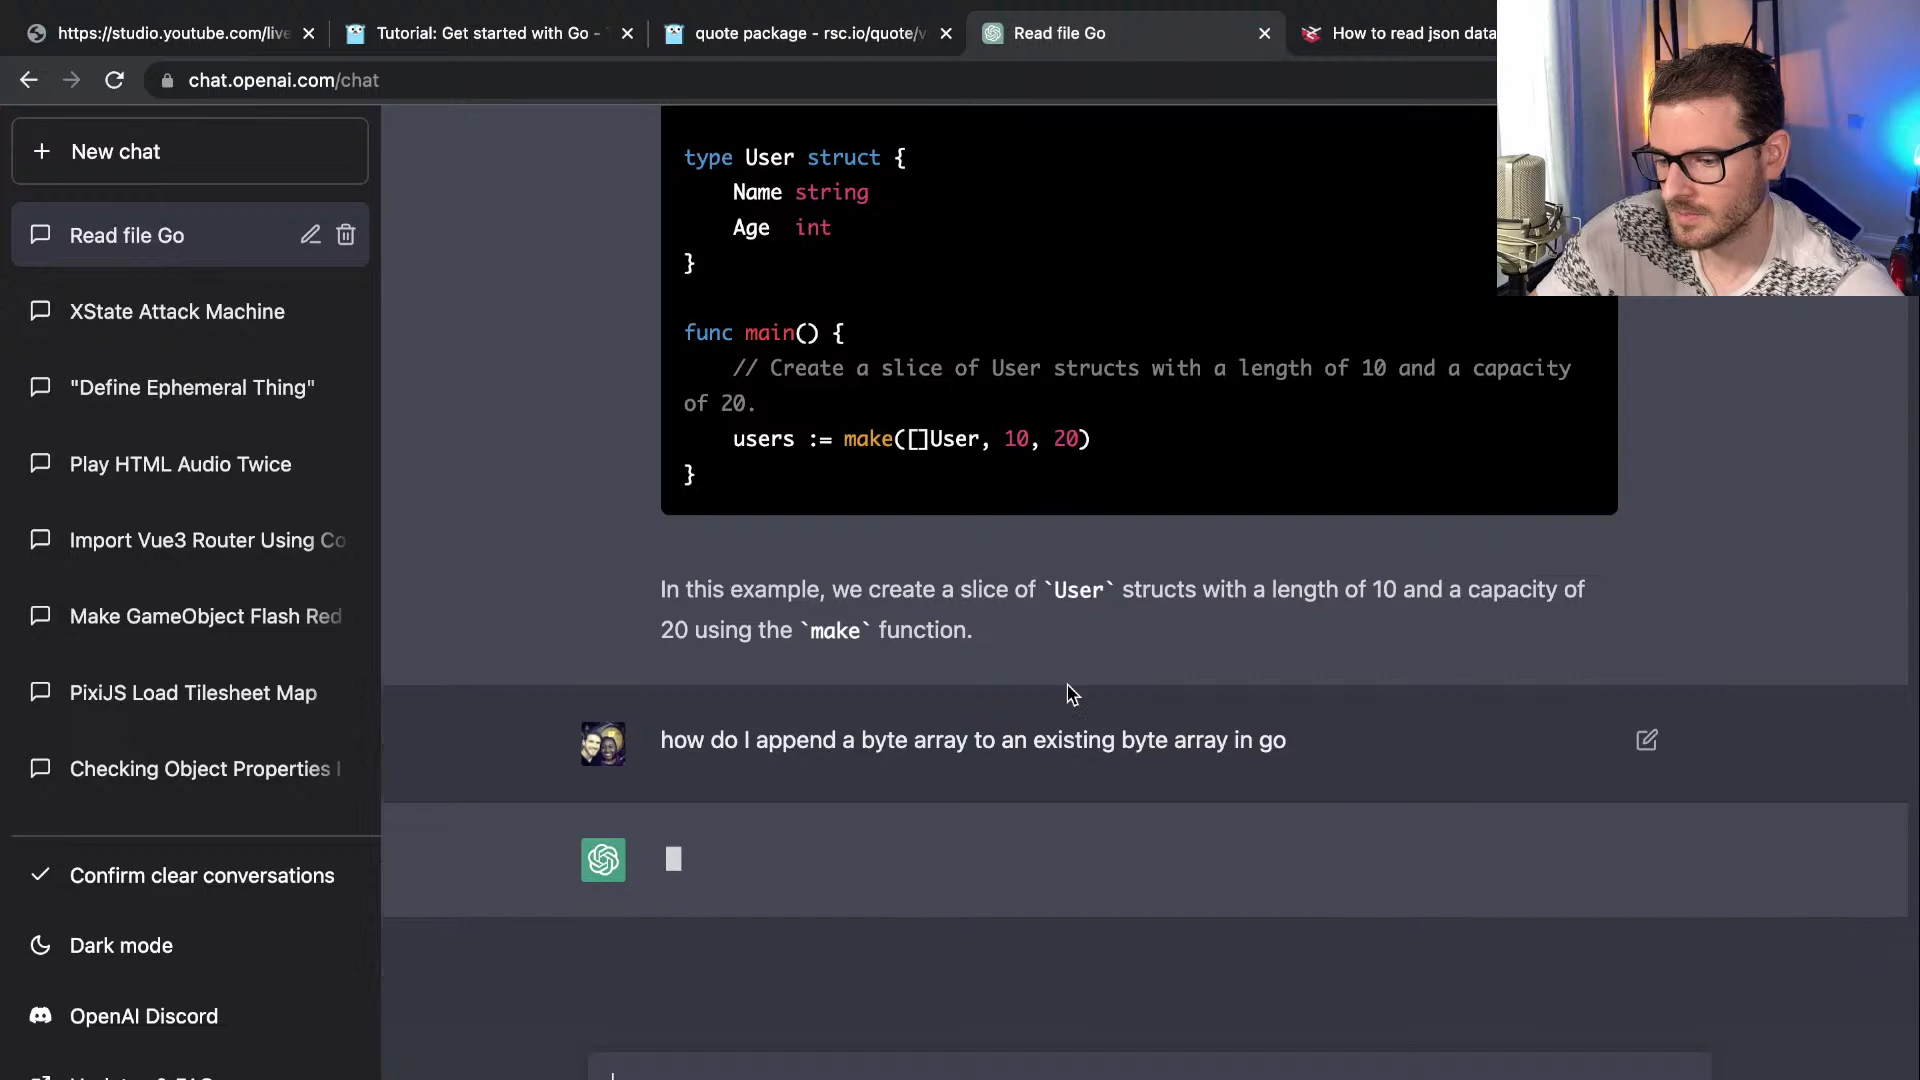 https://studio.youtube.com/live
Tutorial: Get started with Go -
quote package - rsc.io/quote/v
Read file Go
How to read json data
chat.openai.com/chat
New chat
Read file Go
XState Attack Machine
"Define Ephemeral Thing"
Play HTML Audio Twice
Import Vue3 Router Using Co
Make GameObject Flash Red
PixiJS Load Tilesheet Map
Checking Object Properties
Confirm clear conversations
Dark mode
OpenAI Discord
type User struct {
Name string
Age int
}
func main() {
// Create a slice of User structs with a length of 10 and a capacity
of 20.
users := make([]User, 10, 20)
}
In this example, we create a slice of `User` structs with a length of 10 and a capacity of
20 using the `make` function.
how do I append a byte array to an existing byte array in go